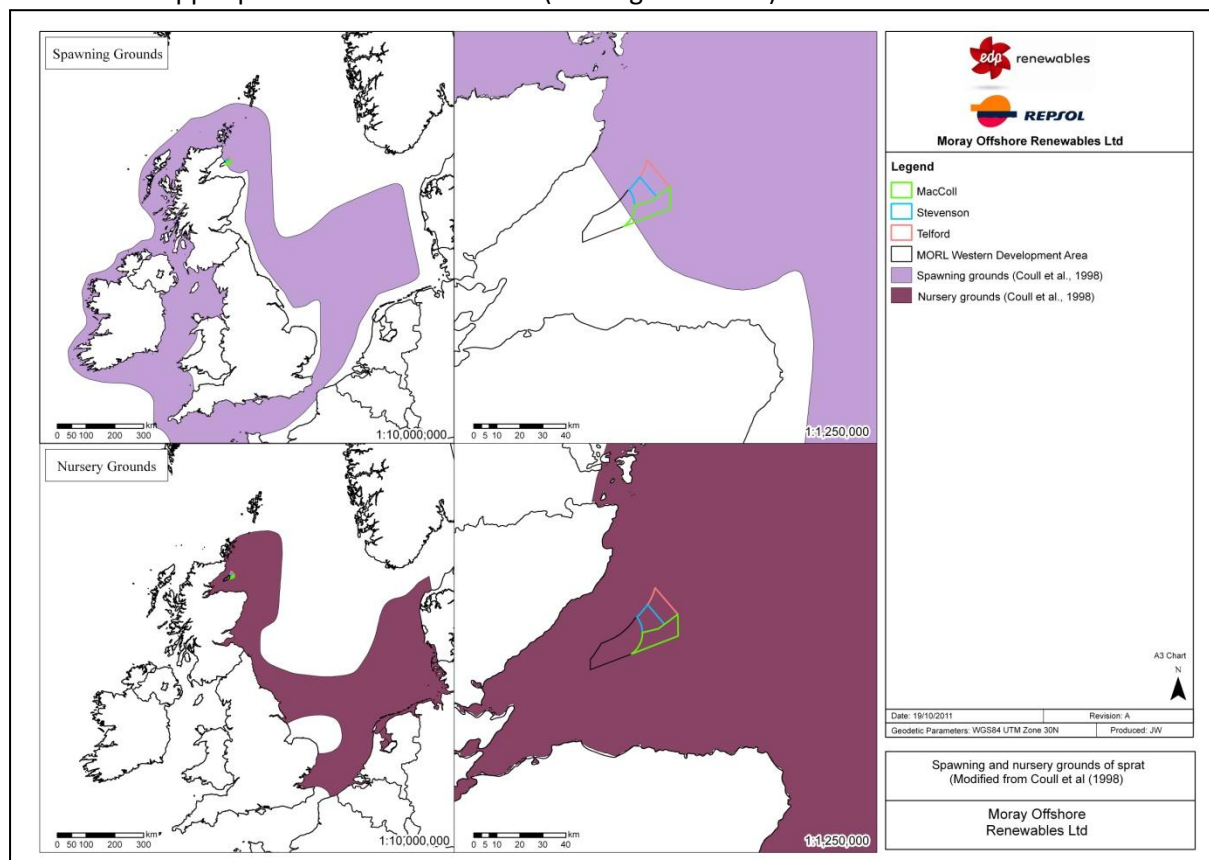 Spawning Grounds
km
0 50 100 200 300
1:10,000,000
km
0 5 10 20 30 40
1:1,250,000
Nursery Grounds
km
0 50 100 200 300
1:10,000,000
km
0 5 10 20 30 40
1:1,250,000
edp renewables
REPSOL
Moray Offshore Renewables Ltd
Legend
MacColl
Stevenson
Telford
MORL Western Development Area
Spawning grounds (Coull et al., 1998)
Nursery grounds (Coull et al., 1998)
A3 Chart
N
Date: 19/10/2011 Revision: A
Geodetic Parameters: WGS84 UTM Zone 30N Produced: JW
Spawning and nursery grounds of sprat
(Modified from Coull et al (1998)
Moray Offshore
Renewables Ltd